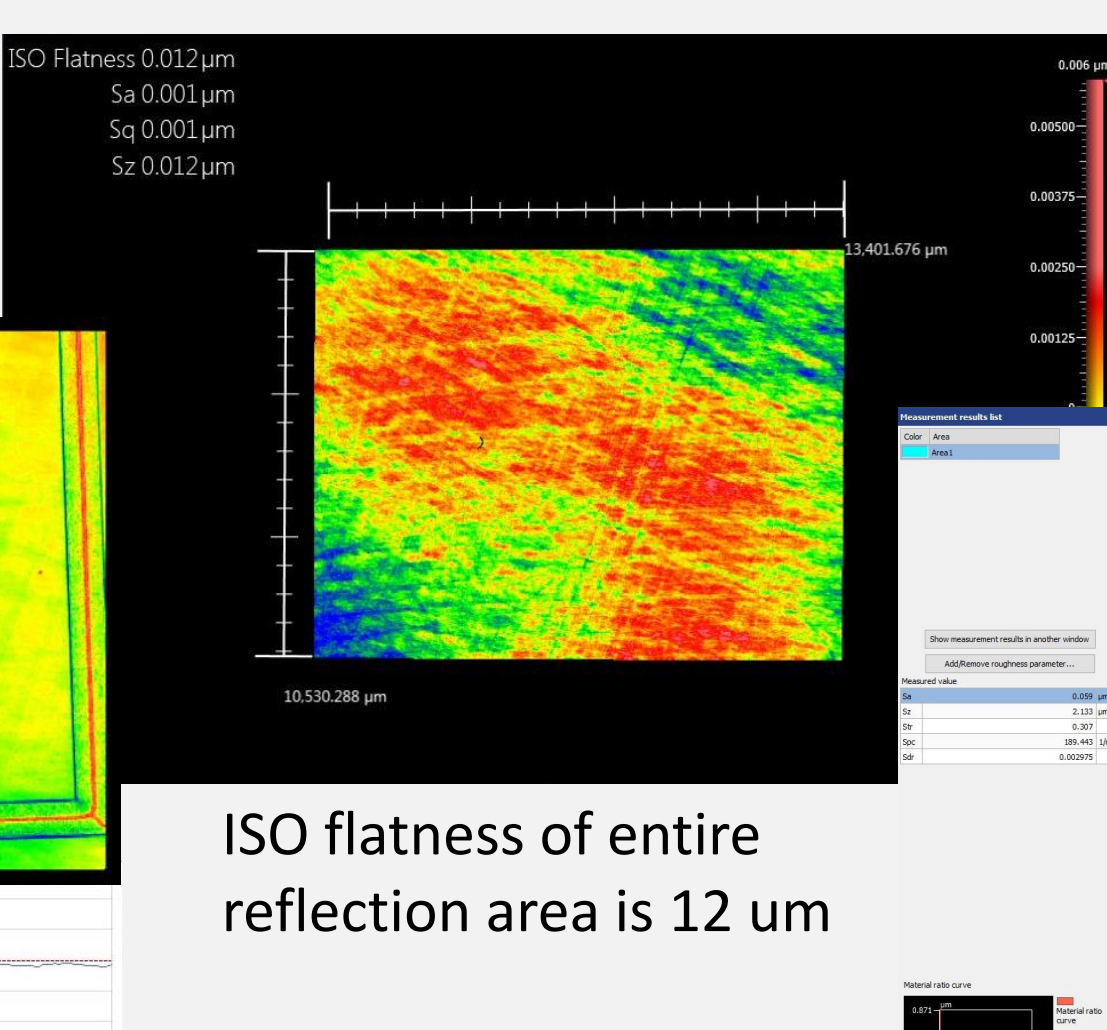 ISO Flatness 0.012 μm
Sa 0.001 μm
Sq 0.001 μm
Sz 0.012 μm
13,401.676 μm
10,530.288 μm
0.006 μm
0.00500
0.00375
0.00250
0.00125
Measurement results list
Color Area
Area1
Show measurement results in another window
Add/Remove roughness parameter...
Measured value
Sa 0.059 μm
Sz 2.133 μm
Str 0.307
Spc 189.443
Sdr 0.002975
Material ratio curve
0.871 μm
Material ratio
curve
ISO flatness of entire
reflection area is 12 um